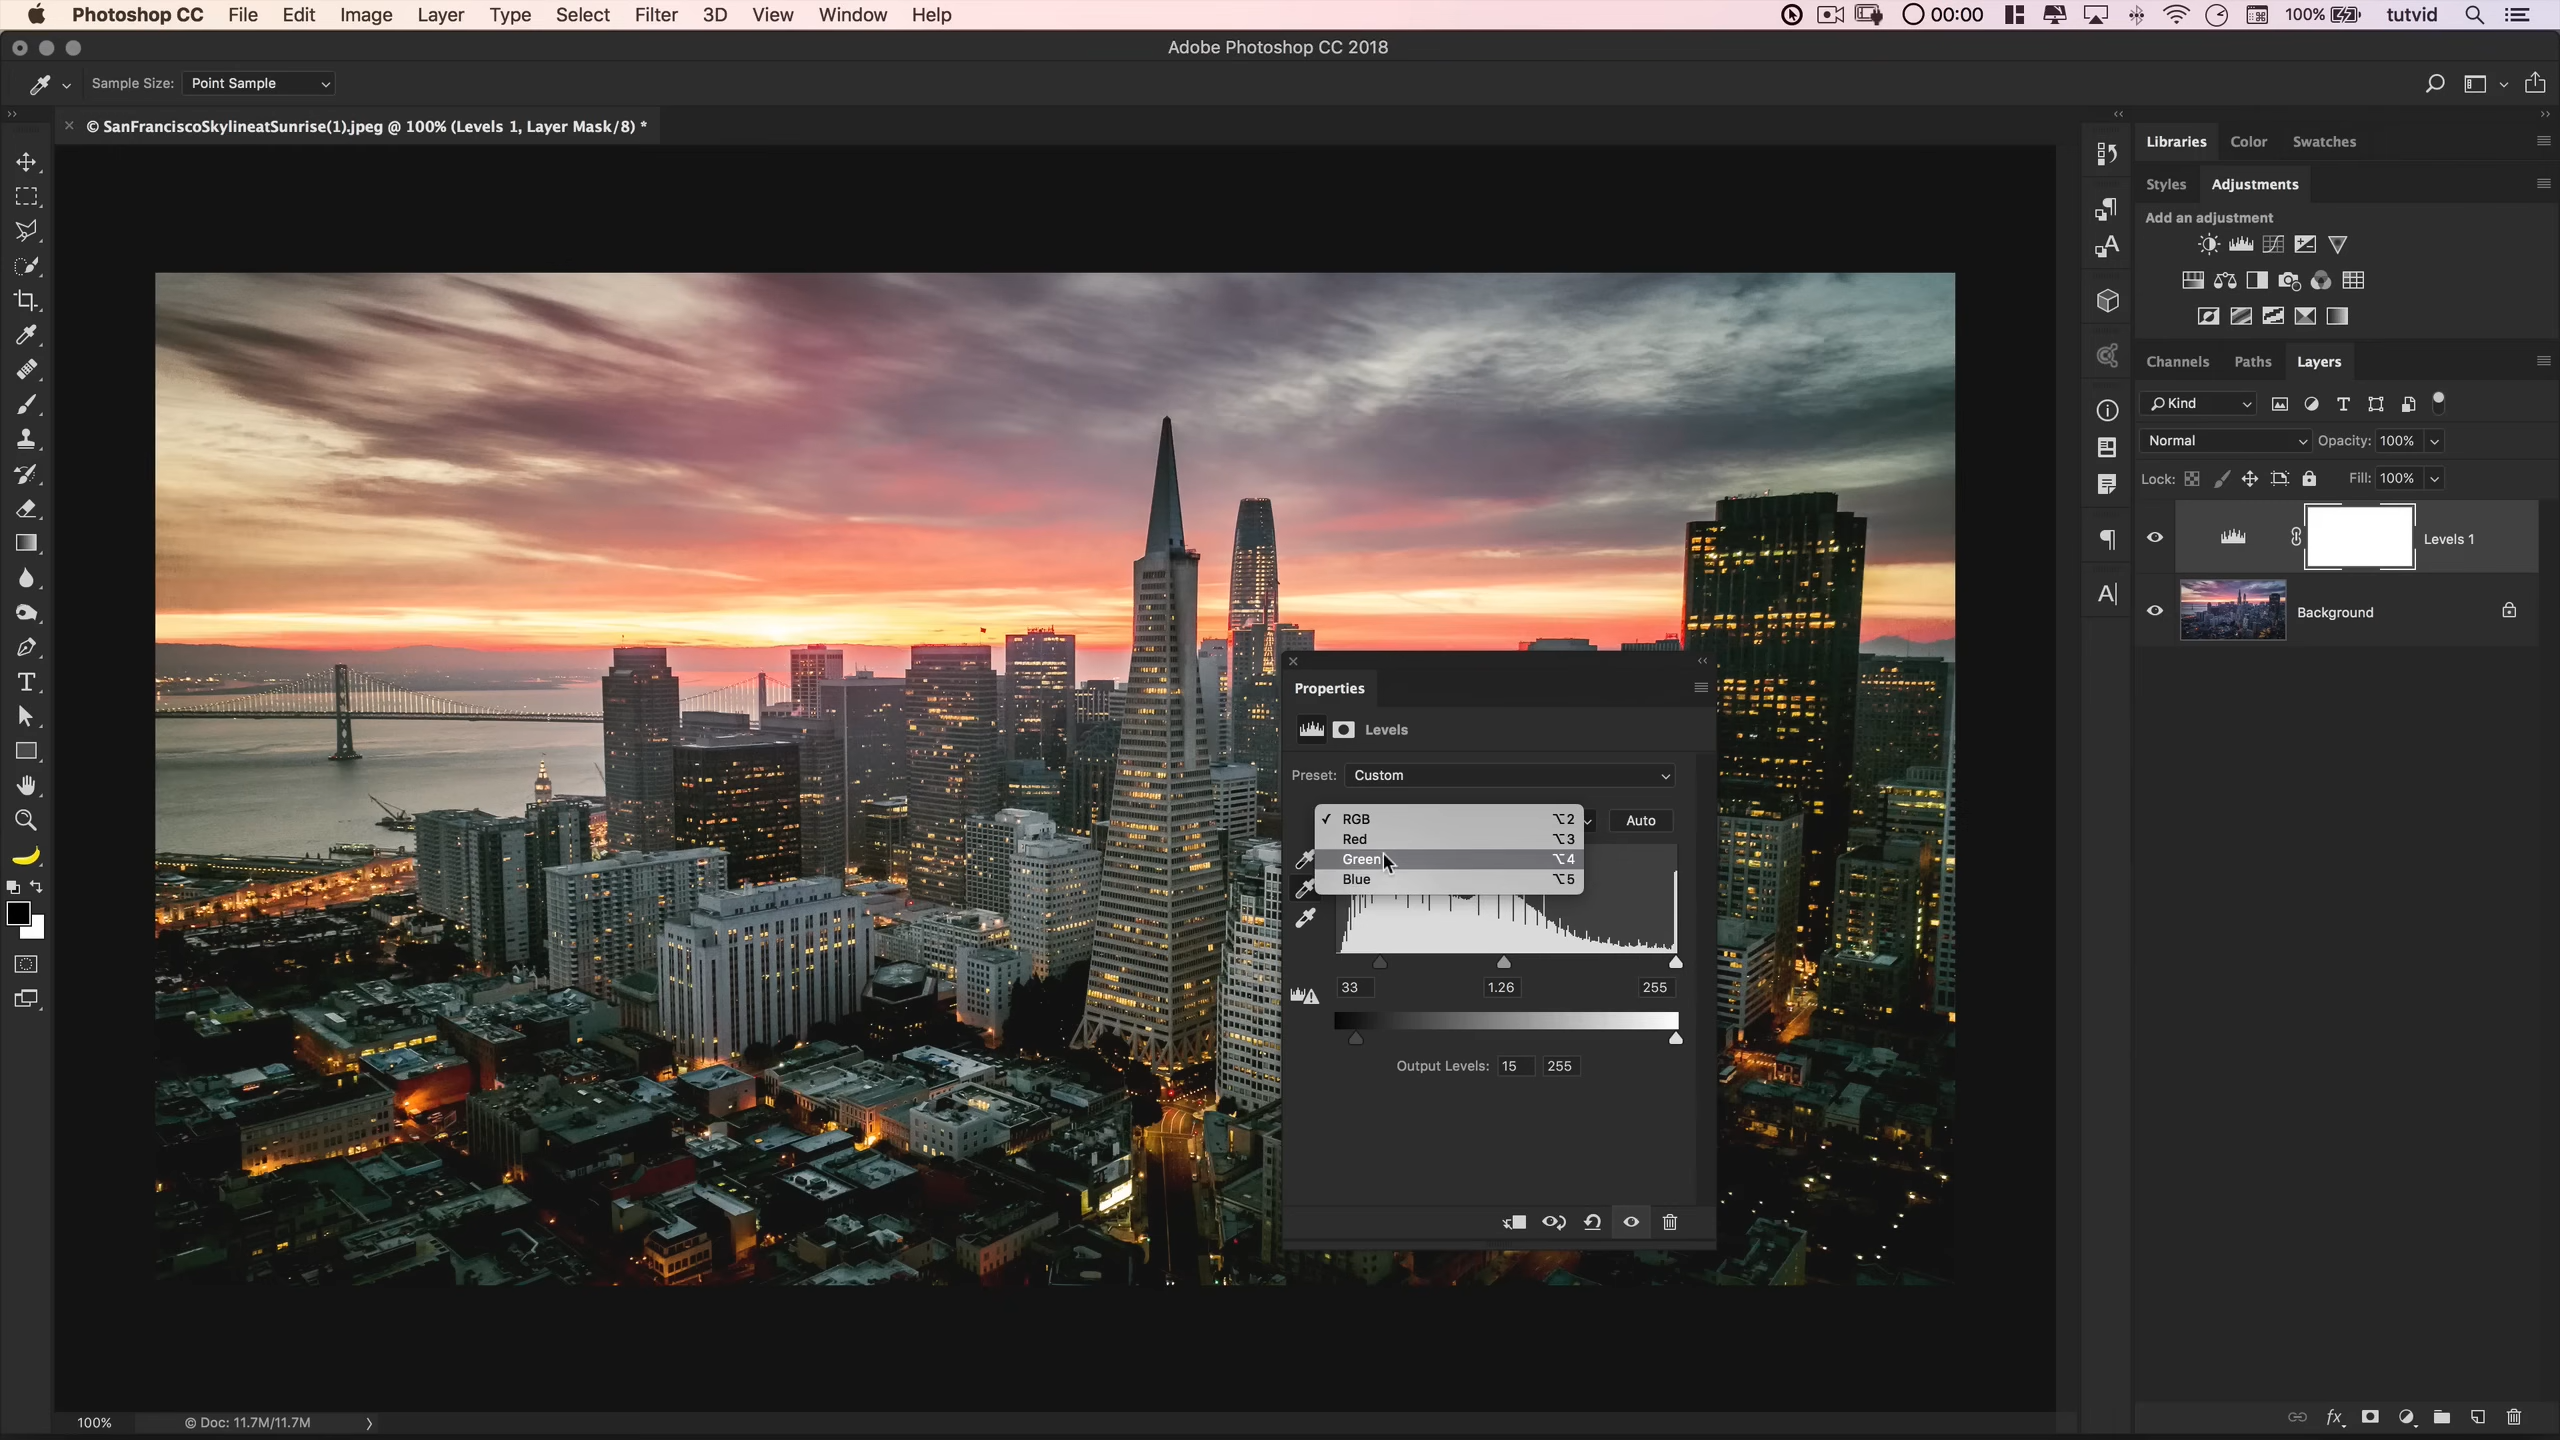 Photoshop CC File Edit Image Layer Type Select Filter 3D View Window Help 00:00 100% tutvid
Adobe Photoshop CC 2018
Sample Size: Point Sample
© SanFranciscoSkylineatSunrise(1).jpeg @ 100% (Levels 1, Layer Mask/8) *
Libraries Color Swatches
Styles Adjustments
Add an adjustment
Channels Paths Layers
Kind
Normal Opacity: 100%
Lock: Fill: 100%
Levels 1
Background
Properties
Levels
Preset: Custom
✓ RGB ⌥2
Red ⌥3
Green ⌥4
Blue ⌥5
Auto
33 1.26 255
Output Levels: 15 255
100% © Doc: 11.7M/11.7M